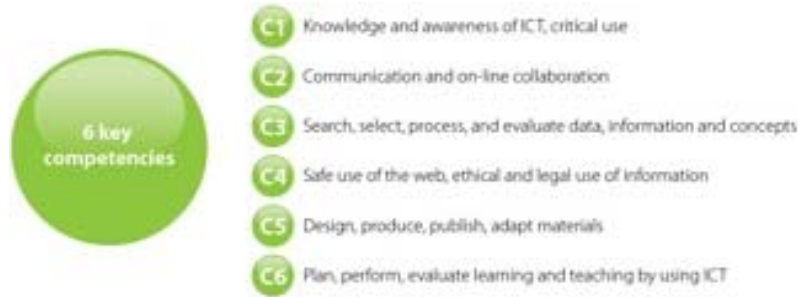 6 key
competencies
C1 Knowledge and awareness of ICT, critical use
C2 Communication and on-line collaboration
C3 Search, select, process, and evaluate data, information and concepts
C4 Safe use of the web, ethical and legal use of information
C5 Design, produce, publish, adapt materials
C6 Plan, perform, evaluate learning and teaching by using ICT